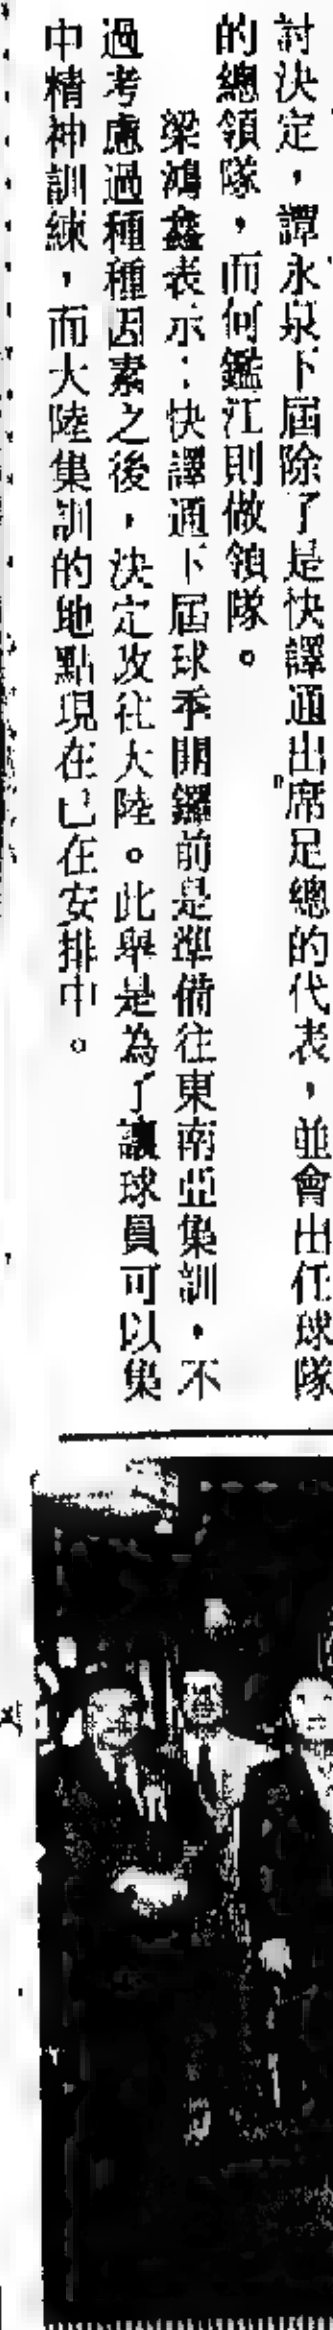 討決定，譚永泉下屆除了是快譯通出席足總的代表，並會出任球隊
的總領隊，而何鑑江則做領隊。
梁鴻鑫表示：快譯通下屆球季開鑼前是準備往東南亞集訓，不
過考慮過種種因素之後，決定改往大陸。此舉是為了讓球員可以集
中精神訓練，而大陸集訓的地點現在已在安排中。